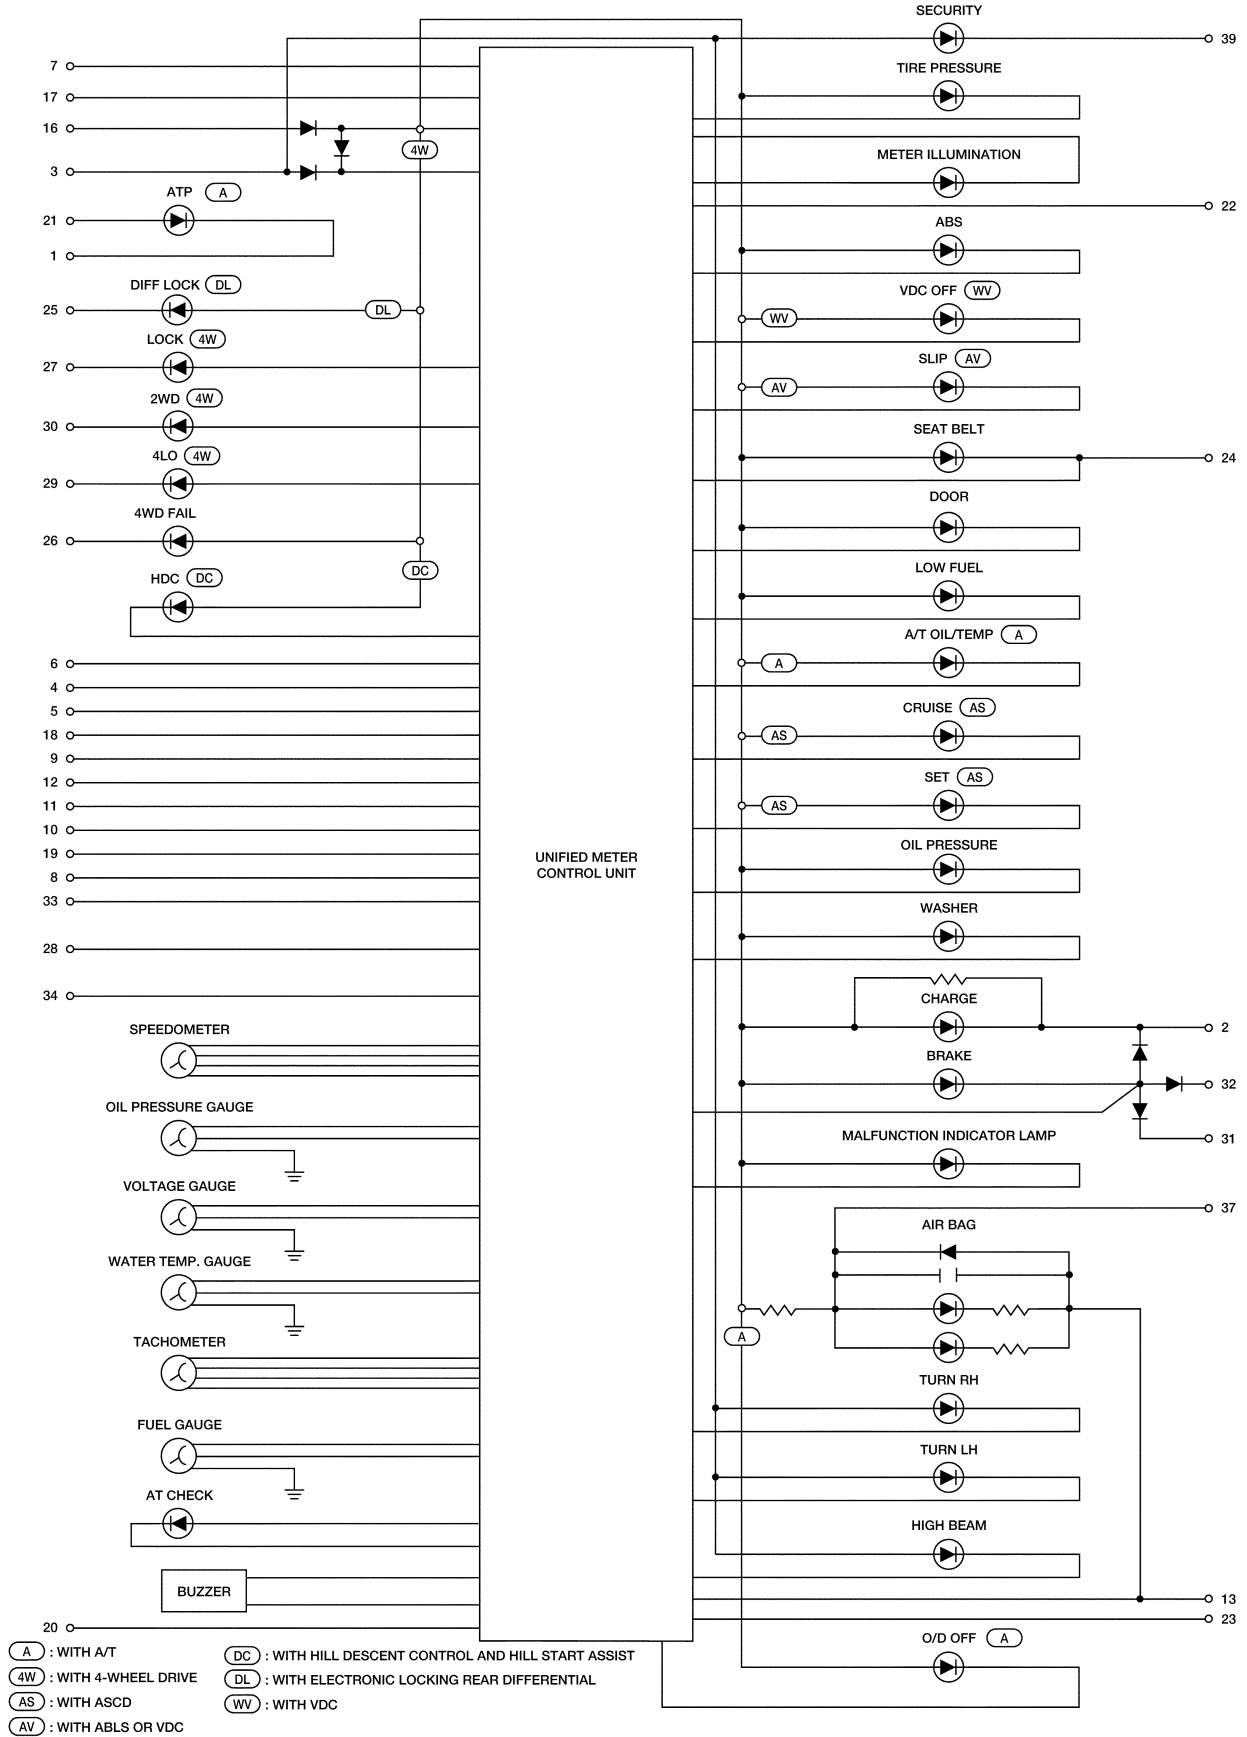 SECURITY
39
TIRE PRESSURE
7
17
16
4W
METER ILLUMINATION
3
ATP A
22
21
ABS
1
DIFF LOCK DL
VDC OFF WV
25
DL
WV
LOCK 4W
SLIP AV
27
AV
2WD 4W
30
SEAT BELT
4LO 4W
24
29
DOOR
4WD FAIL
26
DC
LOW FUEL
HDC DC
A/T OIL/TEMP A
6
A
4
CRUISE AS
5
18
AS
9
SET AS
12
11
AS
10
OIL PRESSURE
19
UNIFIED METER
CONTROL UNIT
8
33
WASHER
28
34
CHARGE
SPEEDOMETER
2
BRAKE
32
OIL PRESSURE GAUGE
MALFUNCTION INDICATOR LAMP
31
VOLTAGE GAUGE
37
AIR BAG
WATER TEMP. GAUGE
A
TACHOMETER
TURN RH
FUEL GAUGE
TURN LH
AT CHECK
HIGH BEAM
BUZZER
13
23
20
O/D OFF A
A : WITH A/T
4W : WITH 4-WHEEL DRIVE
AS : WITH ASCD
AV : WITH ABLS OR VDC
DC : WITH HILL DESCENT CONTROL AND HILL START ASSIST
DL : WITH ELECTRONIC LOCKING REAR DIFFERENTIAL
WV : WITH VDC